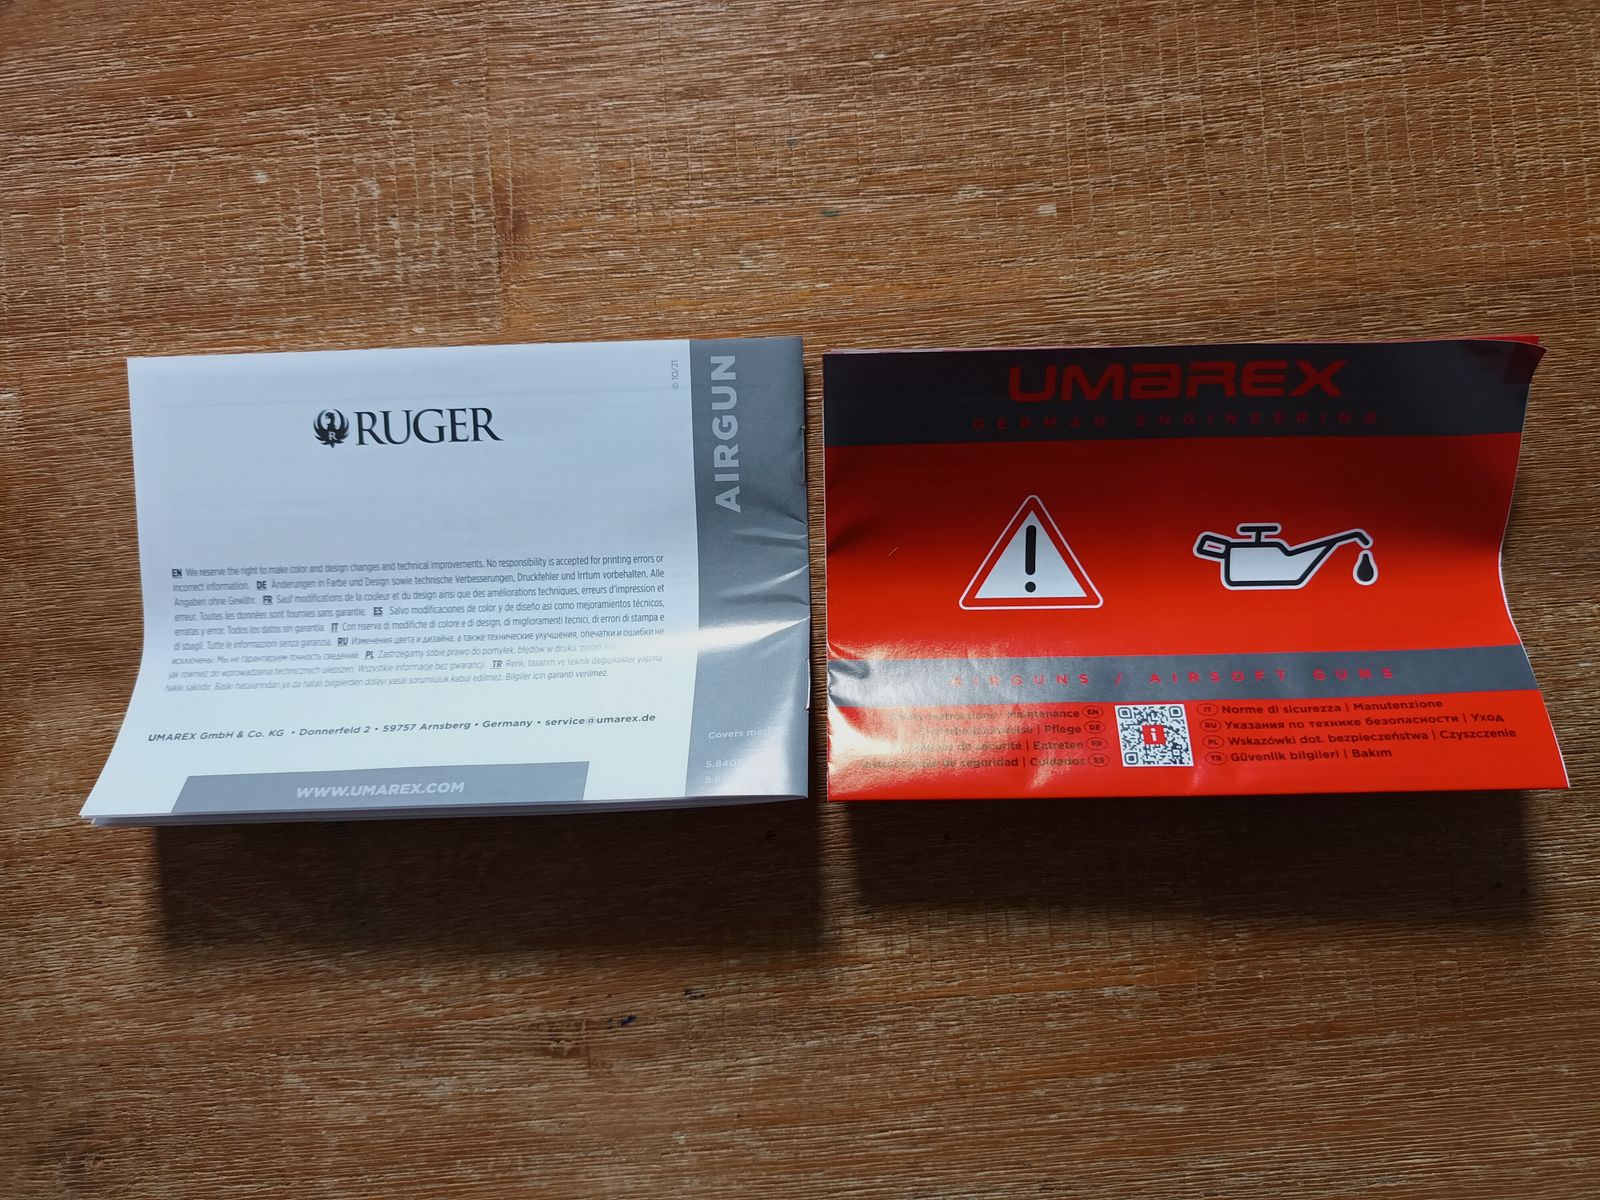 RUGER
© 10/21
AIRGUN
EN We reserve the right to make color and design changes and technical improvements. No responsibility is accepted for printing errors or
incorrect information. DE Änderungen in Farbe und Design sowie technische Verbesserungen, Druckfehler und Irrtum vorbehalten. Alle
Angaben ohne Gewähr. FR Sauf modifications de la couleur et du design ainsi que des améliorations techniques, erreurs d'impression et
erreur. Toutes les données sont fournies sans garantie. ES Salvo modificaciones de color y de diseño asi como mejoramientos técnicos,
erratas y error. Todos los datos sin garantia. IT Con riserva di modifiche di colore e di design, di miglioramenti tecnici, di errori di stampa e
di sbagli. Tutte le informazioni senza garanzia. RU Изменения цвета и дизайна, а также технические улучшения, опечатки и ошибки не
исключены. Мы не гарантируем точность сведений. PL Zastrzegamy sobie prawo do pomyłek, błędów w druku, zmian
jak również do wprowadzania technicznych ulepszeń. Wszystkie informacje bez gwarancji. TR Renk, tasarım ve teknik değişiklikler yapma
hakkı saklıdır. Baskı hatalarından ya da hatalı bilgilerden dolayı yasal sorumluluk kabul edilmez. Bilgiler için garanti verilmez.
UMAREX GmbH & Co. KG • Donnerfeld 2 • 59757 Arnsberg • Germany • service@umarex.de
WWW.UMAREX.COM
Covers
UMAREX
GERMAN ENGINEERING
AIRGUNS / AIRSOFT GUNS
Maintenance EN
Pflege DE
de sécurité | Entreten FR
de seguridad | Cuidados ES
IT Norme di sicurezza | Manutenzione
RU Указания по технике безопасности | Уход
PL Wskazówki dot. bezpieczeństwa | Czyszczenie
TR Güvenlik bilgileri | Bakım